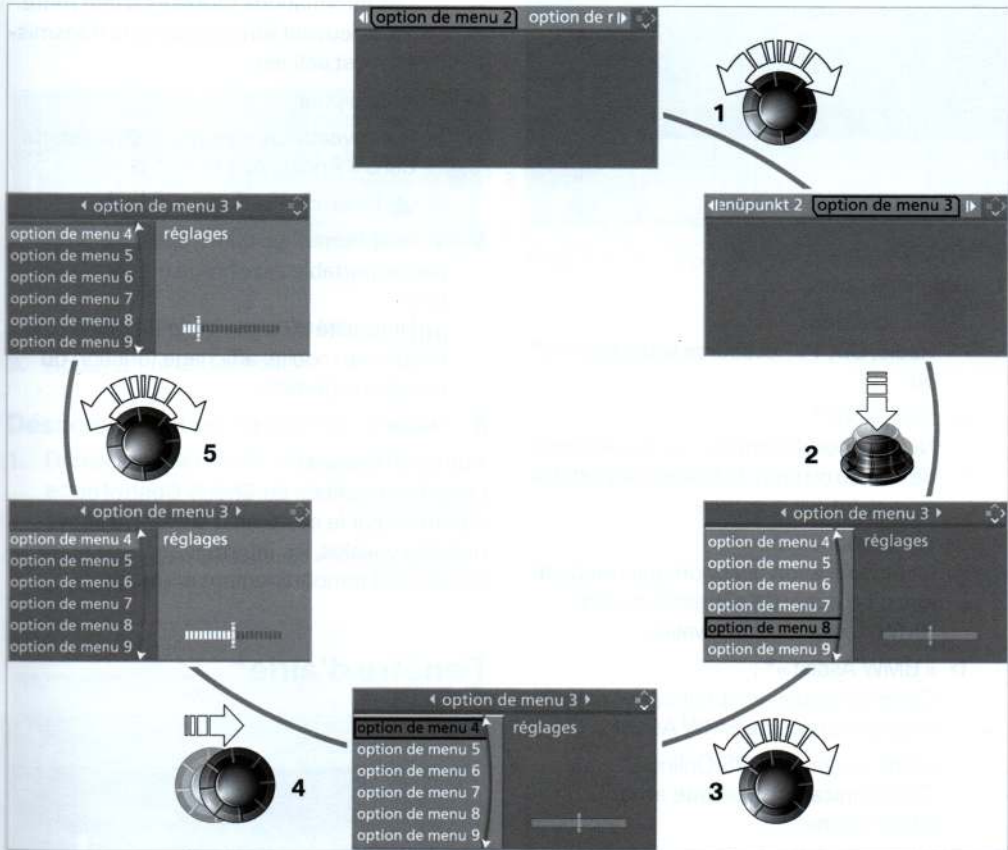 option de menu 2 option de r
1
enüpunkt 2 option de menu 3
2
option de menu 3
option de menu 4 réglages
option de menu 5
option de menu 6
option de menu 7
option de menu 8
option de menu 9
3
option de menu 3
option de menu 4 réglages
option de menu 5
option de menu 6
option de menu 7
option de menu 8
option de menu 9
4
option de menu 3
option de menu 4 réglages
option de menu 5
option de menu 6
option de menu 7
option de menu 8
option de menu 9
5
option de menu 3
option de menu 4 réglages
option de menu 5
option de menu 6
option de menu 7
option de menu 8
option de menu 9